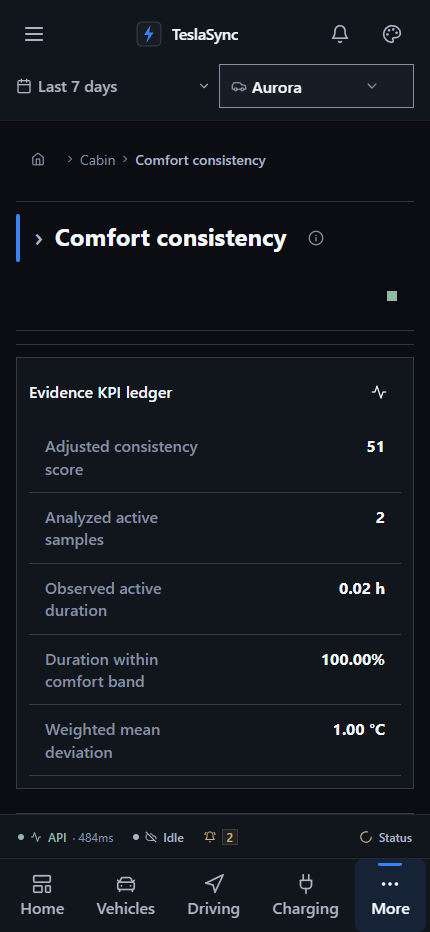 TeslaSync
Last 7 days
Aurora
Cabin
Comfort consistency
Comfort consistency
Evidence KPI ledger
Adjusted consistency
score
51
Analyzed active
samples
2
Observed active
duration
0.02 h
Duration within
comfort band
100.00%
Weighted mean
deviation
1.00 °C
API · 484ms
Idle
2
Status
Home
Vehicles
Driving
Charging
More